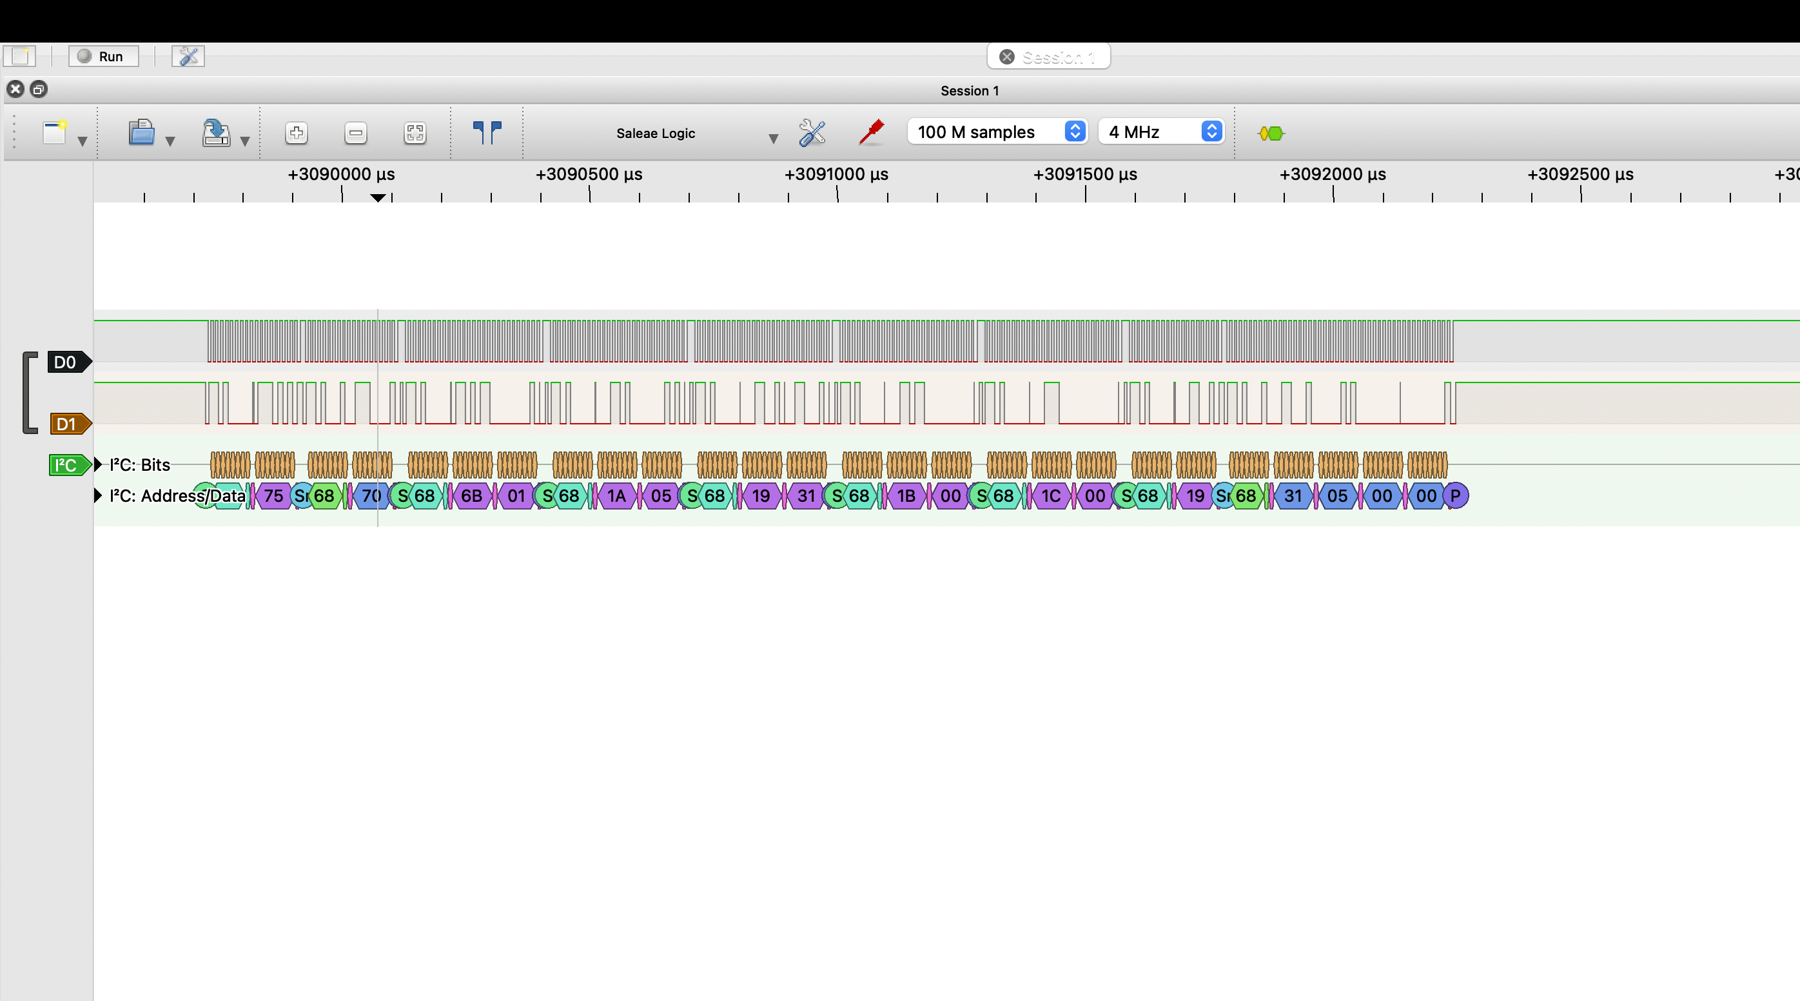 Run
Session 1
Session 1
Saleae Logic
100 M samples
4 MHz
+3090000 µs +3090500 µs +3091000 µs +3091500 µs +3092000 µs +3092500 µs
D0
D1
I²C
I²C: Bits
I²C: Address/Data
75 Sr 68 70 S 68 6B 01 S 68 1A 05 S 68 19 31 S 68 1B 00 S 68 1C 00 S 68 19 Sr 68 31 05 00 00 P